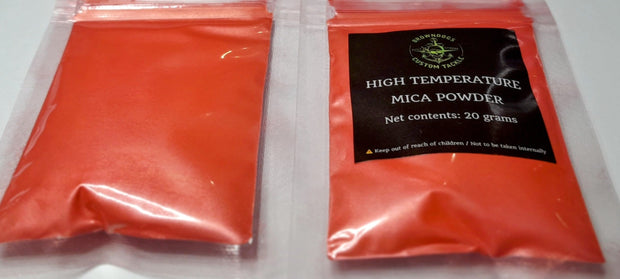 BROWNDOGS
CUSTOM TACKLE
HIGH TEMPERATURE
MICA POWDER
Net contents: 20 grams
⚠ Keep out of reach of children / Not to be taken internally